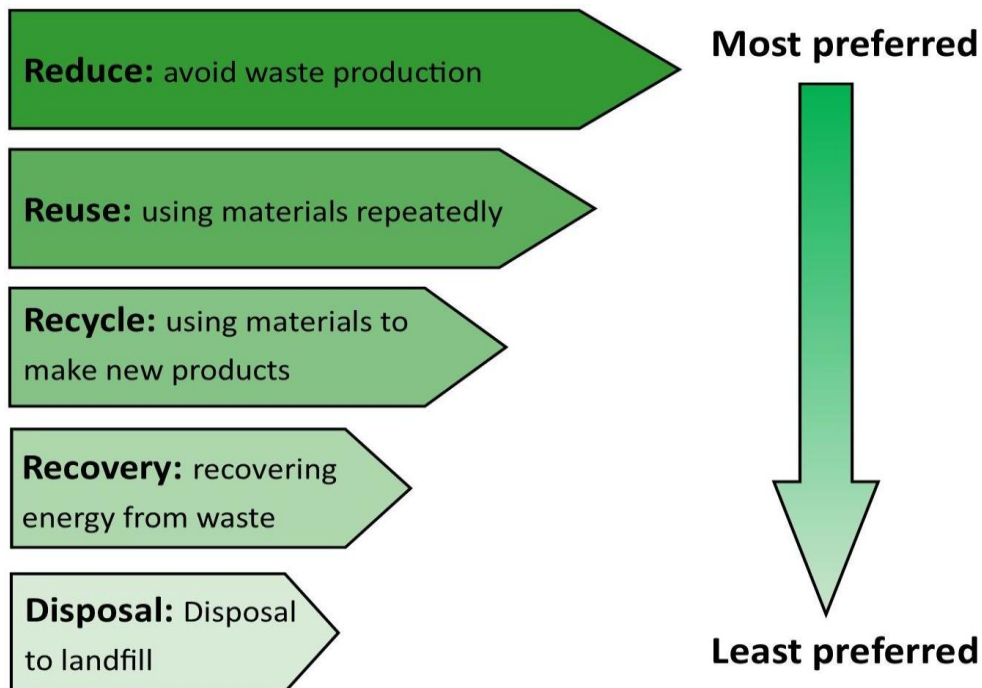 Reduce: avoid waste production
Most preferred
Reuse: using materials repeatedly
Recycle: using materials to
make new products
Recovery: recovering
energy from waste
Disposal: Disposal
to landfill
Least preferred